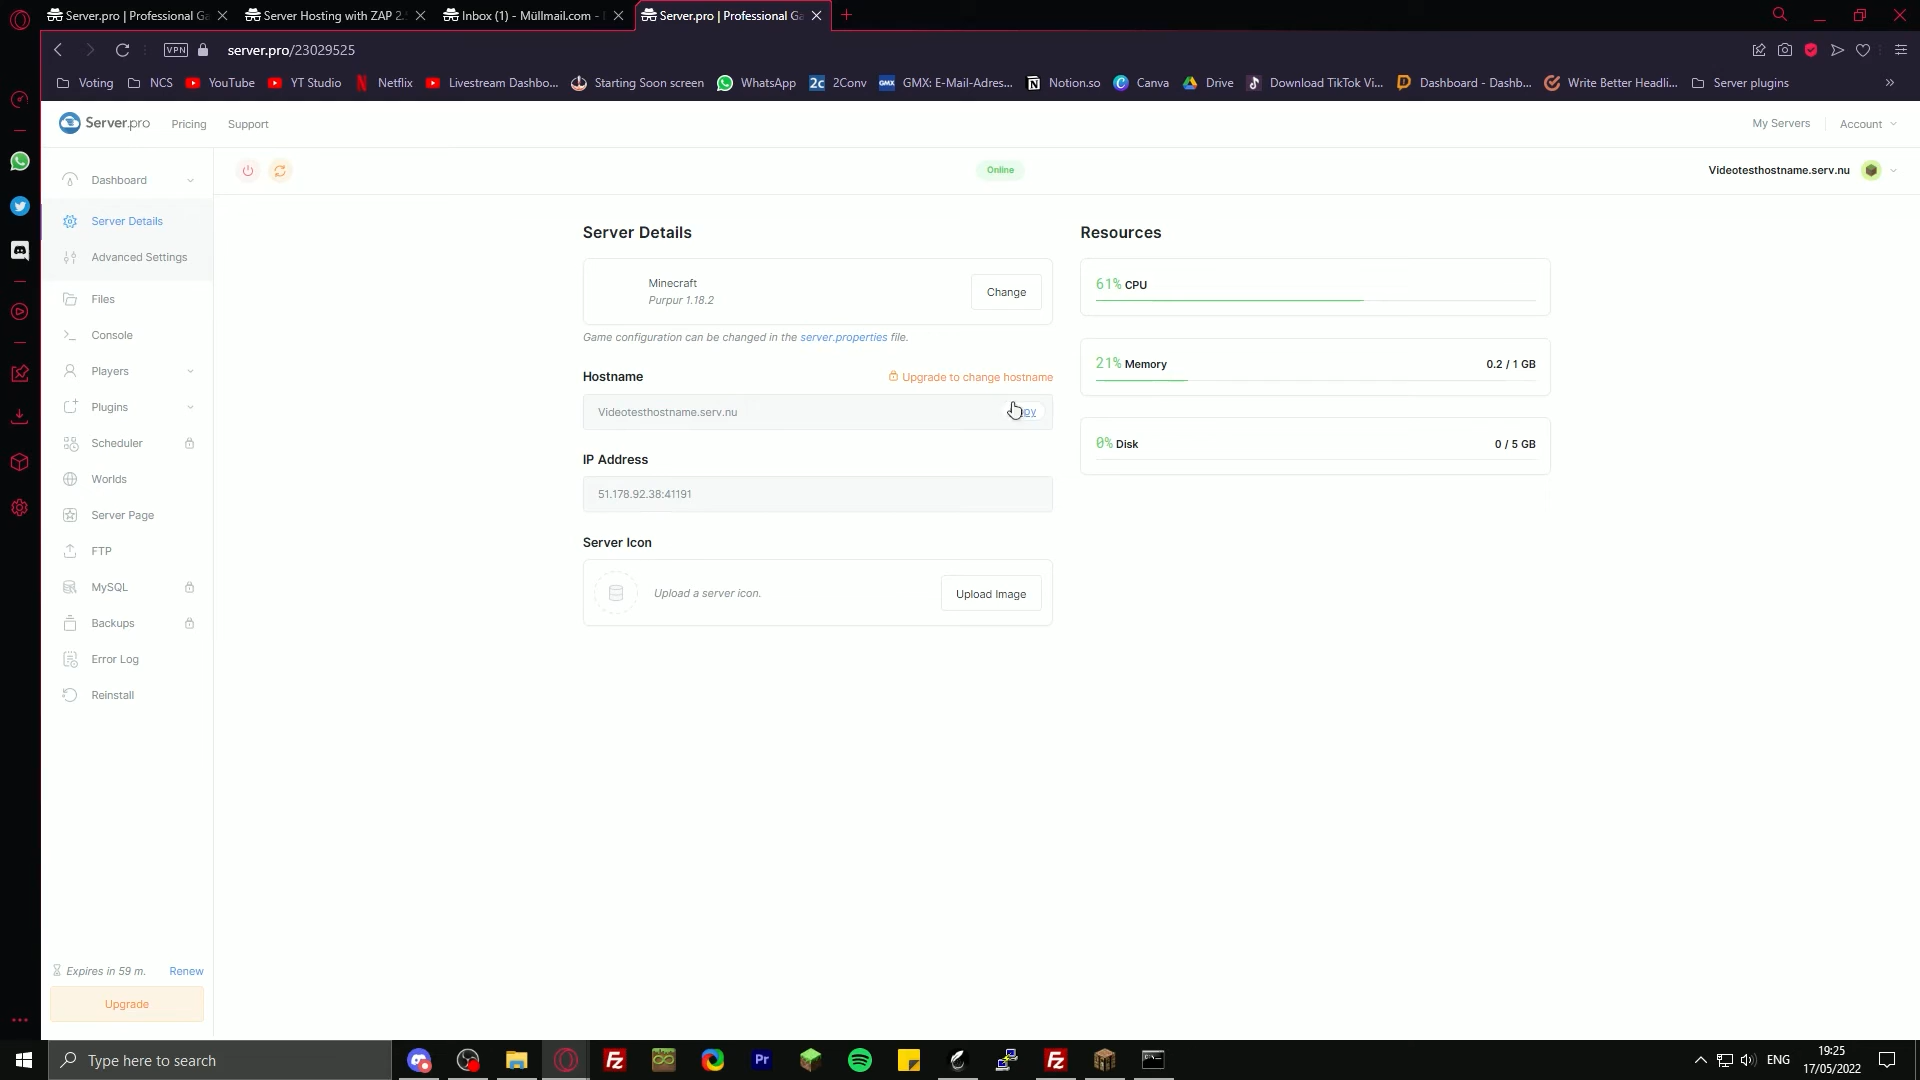 Server.pro | Professional Ga
Server Hosting with ZAP 2.
Inbox (1) - Müllmail.com -
Server.pro | Professional Ga
VPN
server.pro/23029525
Voting
NCS
YouTube
YT Studio
Netflix
Livestream Dashbo...
Starting Soon screen
WhatsApp
2c 2Conv
GMX GMX: E-Mail-Adres...
Notion.so
Canva
Drive
Download TikTok Vi...
Dashboard - Dashb...
Write Better Headli...
Server plugins
Server.pro
Pricing
Support
My Servers
Account
Dashboard
Online
Videotesthostname.serv.nu
Server Details
Advanced Settings
Files
Console
Players
Plugins
Scheduler
Worlds
Server Page
FTP
MySQL
Backups
Error Log
Reinstall
Expires in 59 m.
Renew
Upgrade
Server Details
Minecraft
Purpur 1.18.2
Change
Game configuration can be changed in the server.properties file.
Hostname
Upgrade to change hostname
Videotesthostname.serv.nu
IP Address
51.178.92.38:41191
Server Icon
Upload a server icon.
Upload Image
Resources
61% CPU
21% Memory
0.2 / 1 GB
0% Disk
0 / 5 GB
Type here to search
Fz
Pr
Fz
ENG
19:25
17/05/2022